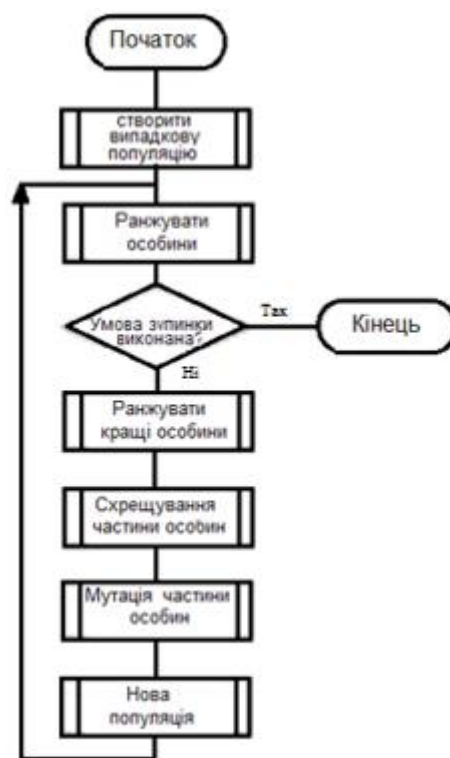 Початок
створити
випадкову
популяцію
Ранжувати
особини
Умова зупинки
виконана?
Так
Кінець
Ні
Ранжувати
кращі особини
Схрещування
частини особин
Мутація частини
особин
Нова
популяція